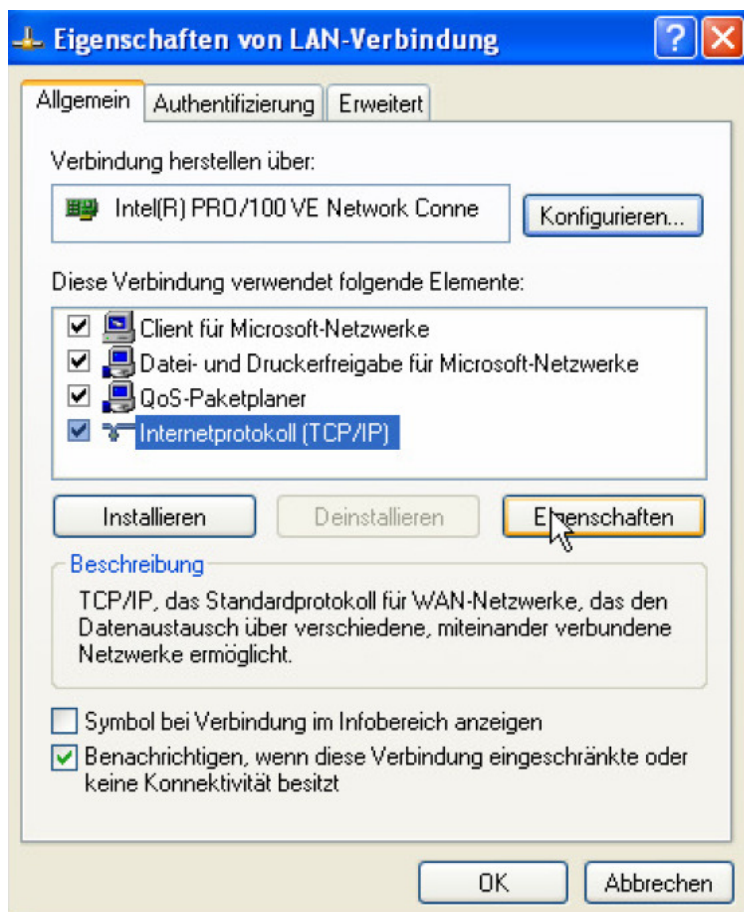 Eigenschaften von LAN-Verbindung
Allgemein
Authentifizierung
Erweitert
Verbindung herstellen über:
Intel(R) PRO/100 VE Network Conne
Konfigurieren...
Diese Verbindung verwendet folgende Elemente:
Client für Microsoft-Netzwerke
Datei- und Druckerfreigabe für Microsoft-Netzwerke
QoS-Paketplaner
Internetprotokoll (TCP/IP)
Installieren
Deinstallieren
Eigenschaften
Beschreibung
TCP/IP, das Standardprotokoll für WAN-Netzwerke, das den
Datenaustausch über verschiedene, miteinander verbundene
Netzwerke ermöglicht.
Symbol bei Verbindung im Infobereich anzeigen
Benachrichtigen, wenn diese Verbindung eingeschränkte oder
keine Konnektivität besitzt
OK
Abbrechen